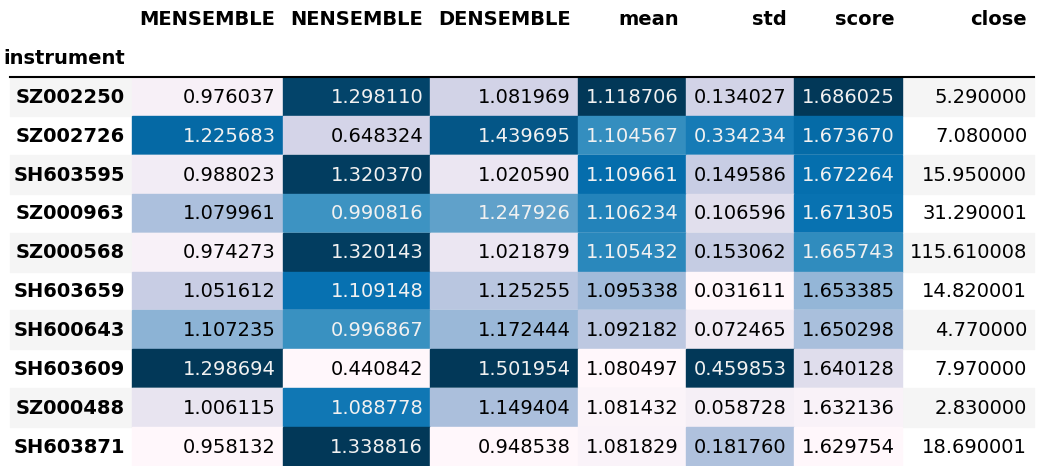 MENSEMBLE NENSEMBLE DENSEMBLE mean std score close
instrument
SZ002250 0.976037 1.298110 1.081969 1.118706 0.134027 1.686025 5.290000
SZ002726 1.225683 0.648324 1.439695 1.104567 0.334234 1.673670 7.080000
SH603595 0.988023 1.320370 1.020590 1.109661 0.149586 1.672264 15.950000
SZ000963 1.079961 0.990816 1.247926 1.106234 0.106596 1.671305 31.290001
SZ000568 0.974273 1.320143 1.021879 1.105432 0.153062 1.665743 115.610008
SH603659 1.051612 1.109148 1.125255 1.095338 0.031611 1.653385 14.820001
SH600643 1.107235 0.996867 1.172444 1.092182 0.072465 1.650298 4.770000
SH603609 1.298694 0.440842 1.501954 1.080497 0.459853 1.640128 7.970000
SZ000488 1.006115 1.088778 1.149404 1.081432 0.058728 1.632136 2.830000
SH603871 0.958132 1.338816 0.948538 1.081829 0.181760 1.629754 18.690001